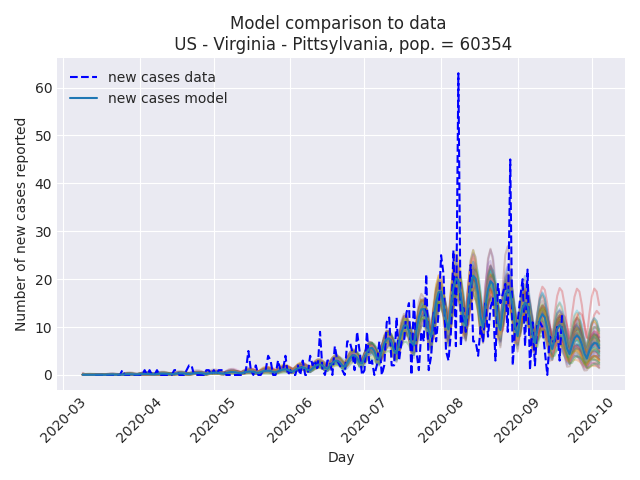 Model comparison to data
US - Virginia - Pittsylvania, pop. = 60354
new cases data
new cases model
Number of new cases reported
60
50
40
30
20
10
0
2020-03
2020-04
2020-05
2020-06
2020-07
2020-08
2020-09
2020-10
Day